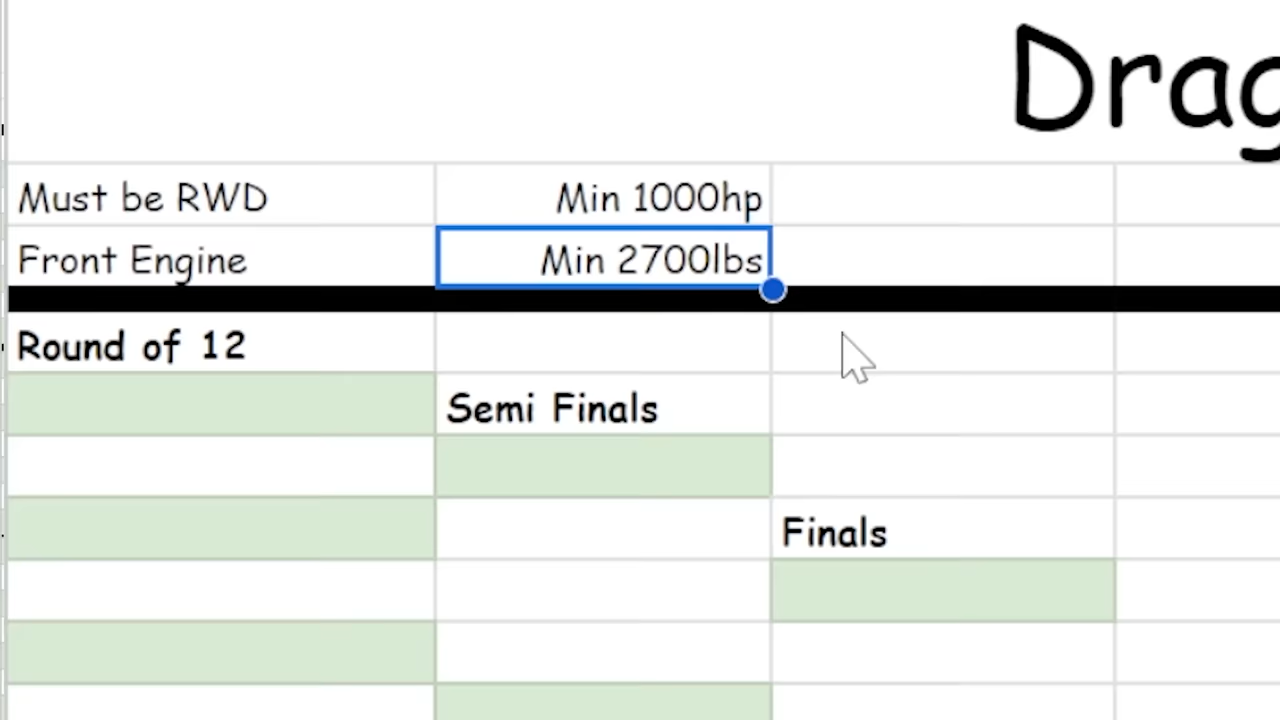 Drag
Must be RWD Min 1000hp
Front Engine Min 2700lbs
Round of 12
Semi Finals
Finals